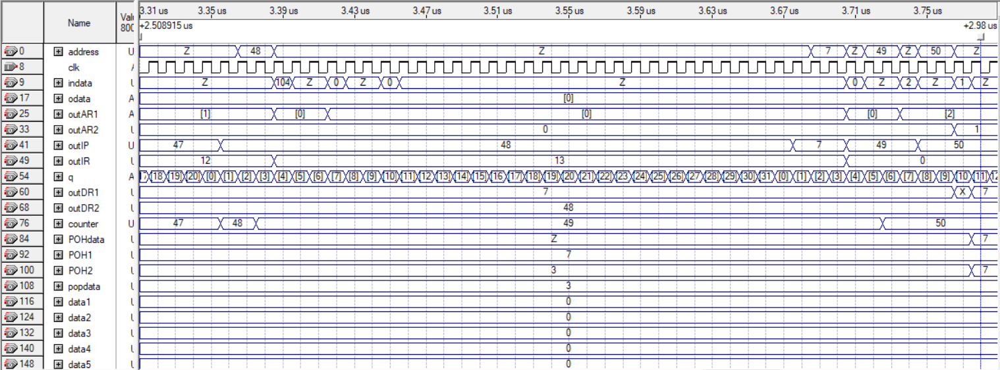 3.31 us 3.35 us 3.39 us 3.43 us 3.47 us 3.51 us 3.55 us 3.59 us 3.63 us 3.67 us 3.71 us 3.75 us
Name
+2.508915 us +2.98 us
0 address U Z 48 Z 7 Z 49 Z 50 Z
8 clk
9 indata Z 104 Z 0 Z 0 Z 0 Z 2 Z 1 Z
17 odata A [0]
25 outAR1 A [1] [0] [0] [0] [2]
33 outAR2 0 1
41 outIP U 47 48 7 49 50
49 outIR 12 13 0
54 q A [18] [19] [20] [0] [1] [2] [3] [4] [5] [6] [7] [8] [9] [10] [11] [12] [13] [14] [15] [16] [17] [18] [19] [20] [21] [22] [23] [24] [25] [26] [27] [28] [29] [30] [31] [0] [1] [2] [3] [4] [5] [6] [7] [8] [9] [10 [11]
60 outDR1 7 X 7
68 outDR2 48
76 counter U 47 48 49 50
84 POHdata Z 7
92 POH1 7
100 POH2 3 7
108 popdata 3
116 data1 0
124 data2 0
132 data3 0
140 data4 0
148 data5 0